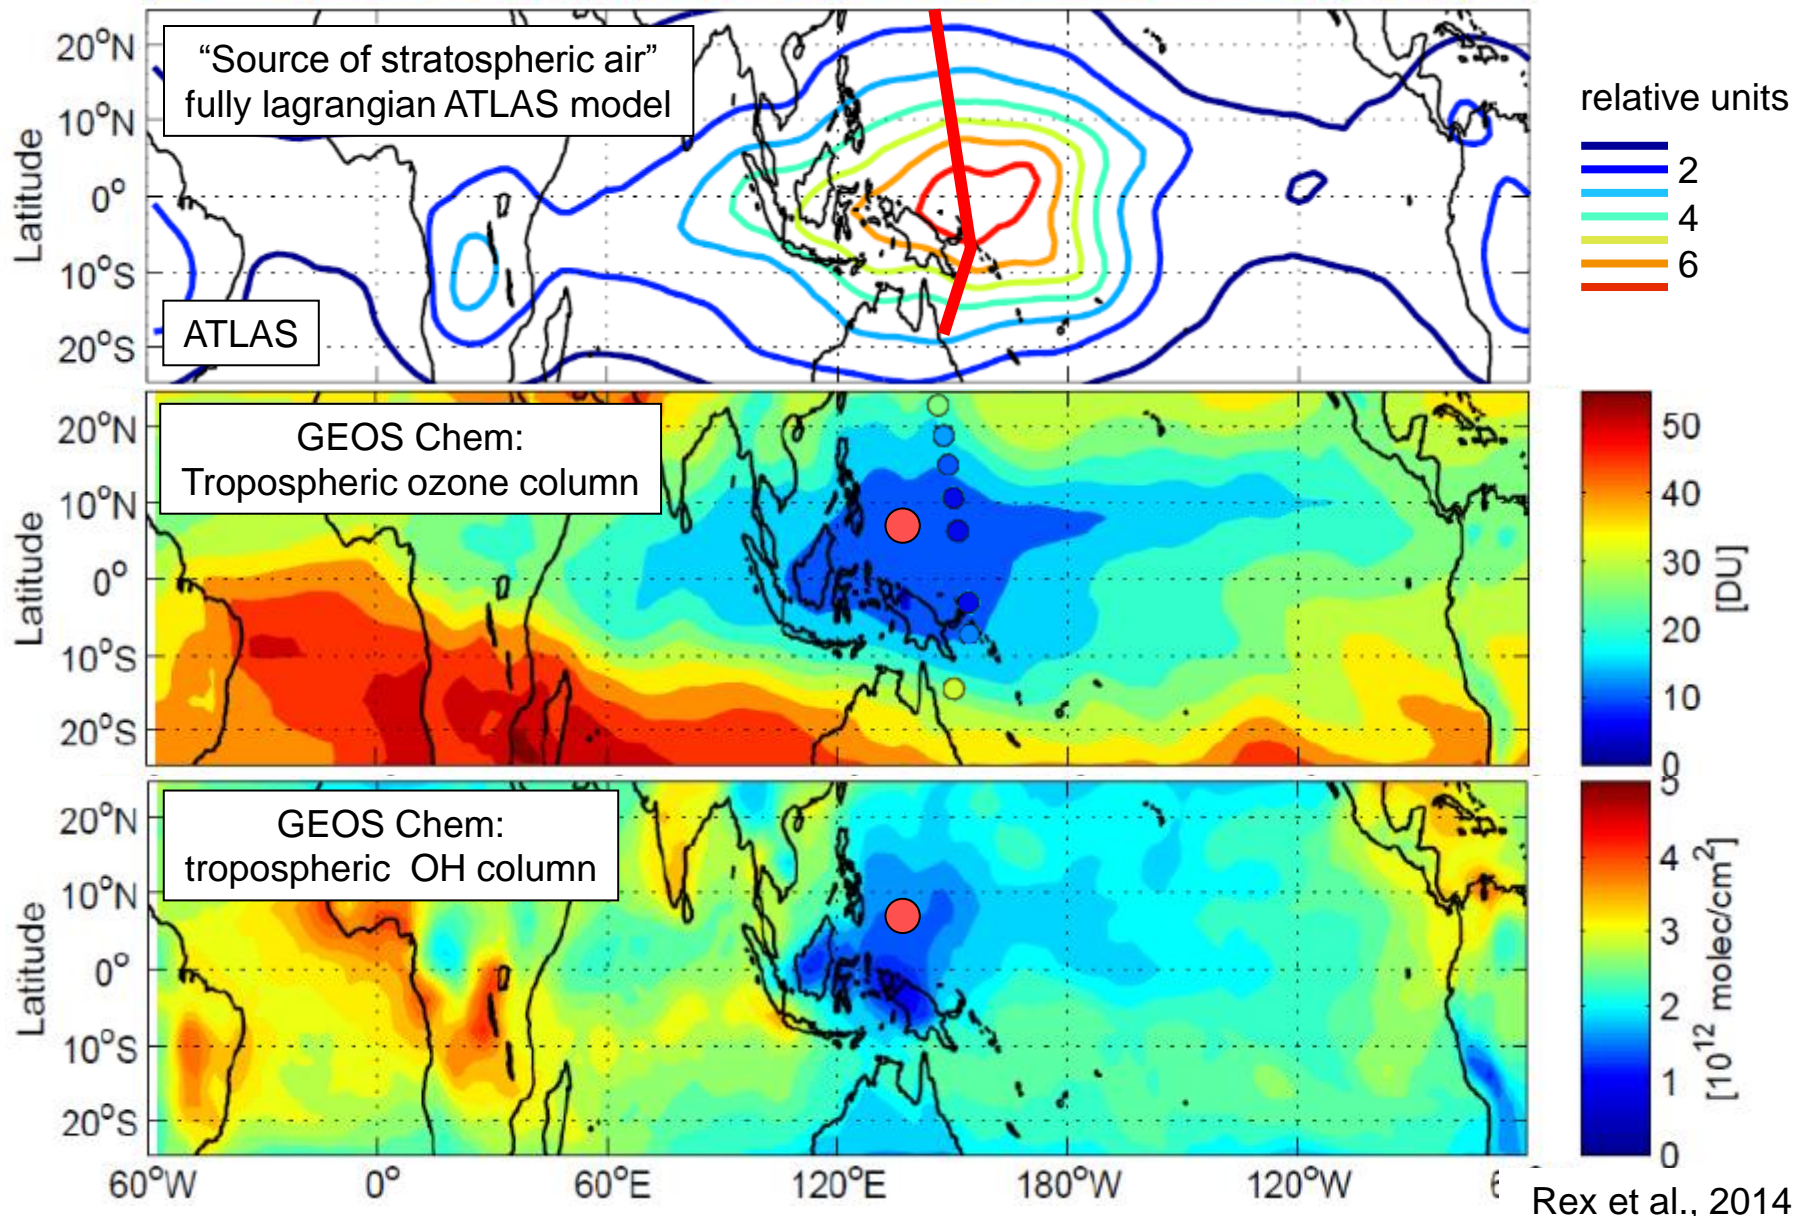 “Source of stratospheric air”
fully lagrangian ATLAS model
ATLAS
Latitude
20°N
10°N
0°
10°S
20°S
relative units
2
4
6
GEOS Chem:
Tropospheric ozone column
Latitude
20°N
10°N
0°
10°S
20°S
50
40
30
20
10
0
[DU]
GEOS Chem:
tropospheric OH column
Latitude
20°N
10°N
0°
10°S
20°S
5
4
3
2
1
0
[10¹² molec/cm²]
60°W 0° 60°E 120°E 180°W 120°W 6
Rex et al., 2014